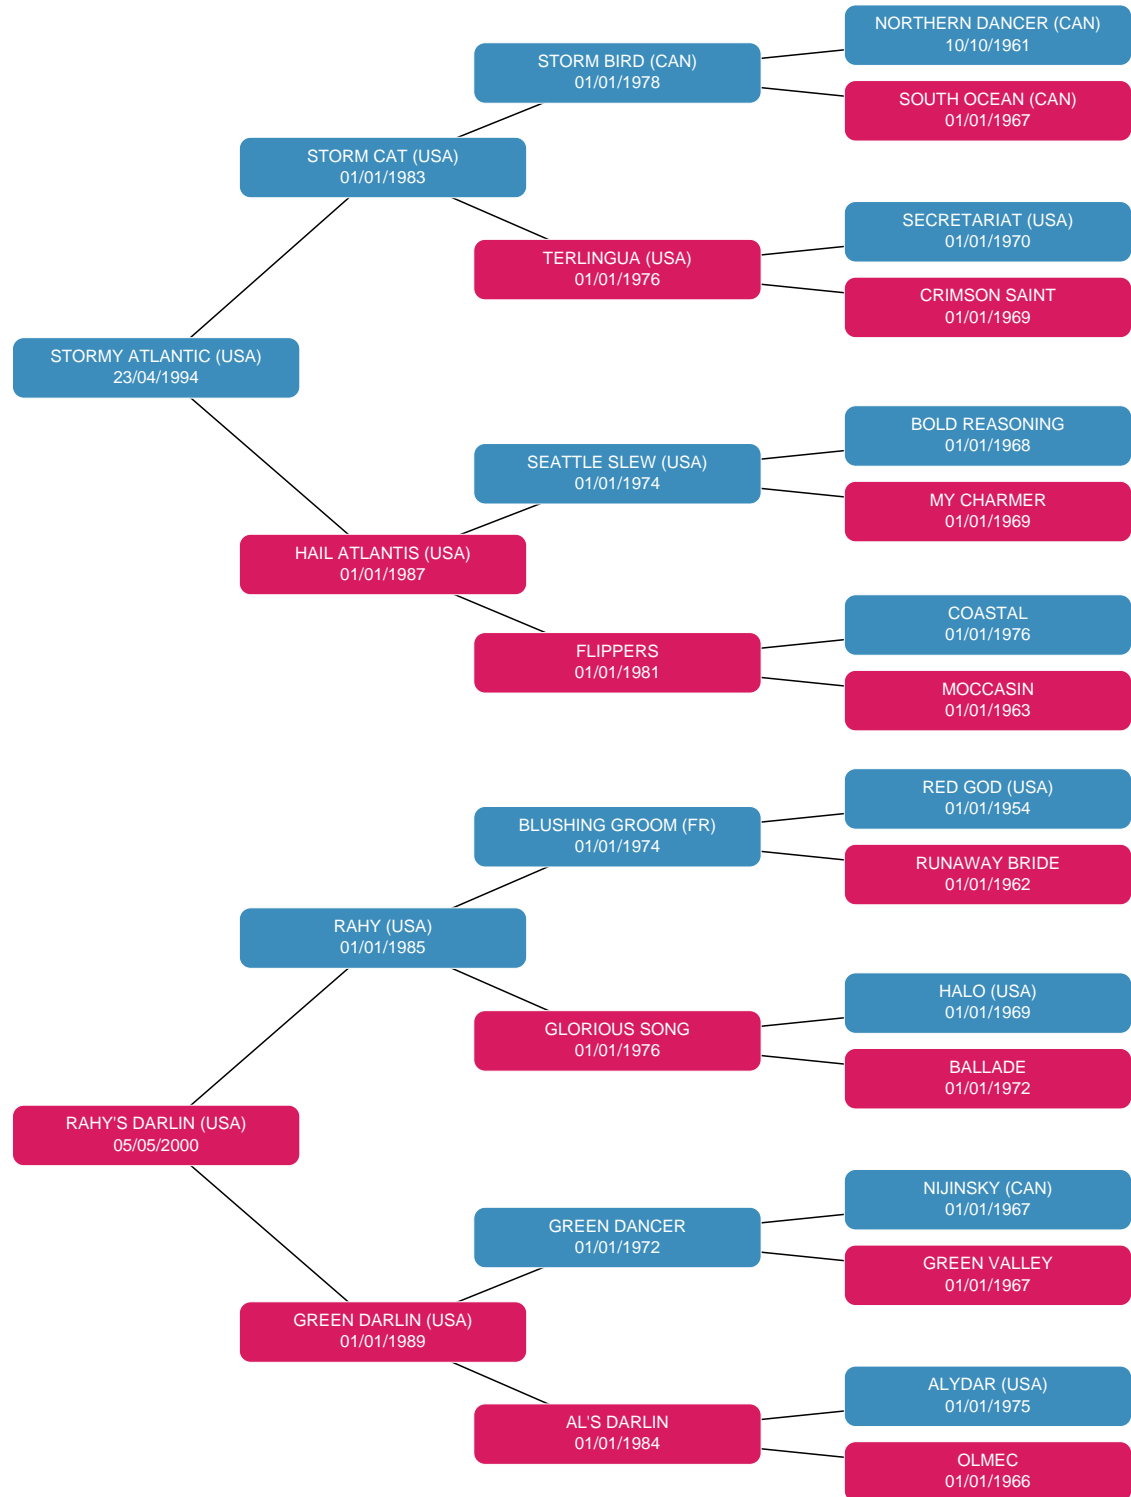 NORTHERN DANCER (CAN)
10/10/1961
STORM BIRD (CAN)
01/01/1978
SOUTH OCEAN (CAN)
01/01/1967
STORM CAT (USA)
01/01/1983
SECRETARIAT (USA)
01/01/1970
TERLINGUA (USA)
01/01/1976
CRIMSON SAINT
01/01/1969
STORMY ATLANTIC (USA)
23/04/1994
BOLD REASONING
01/01/1968
SEATTLE SLEW (USA)
01/01/1974
MY CHARMER
01/01/1969
HAIL ATLANTIS (USA)
01/01/1987
COASTAL
01/01/1976
FLIPPERS
01/01/1981
MOCCASIN
01/01/1963
RED GOD (USA)
01/01/1954
BLUSHING GROOM (FR)
01/01/1974
RUNAWAY BRIDE
01/01/1962
RAHY (USA)
01/01/1985
HALO (USA)
01/01/1969
GLORIOUS SONG
01/01/1976
BALLADE
01/01/1972
RAHY'S DARLIN (USA)
05/05/2000
NIJINSKY (CAN)
01/01/1967
GREEN DANCER
01/01/1972
GREEN VALLEY
01/01/1967
GREEN DARLIN (USA)
01/01/1989
ALYDAR (USA)
01/01/1975
AL'S DARLIN
01/01/1984
OLMEC
01/01/1966